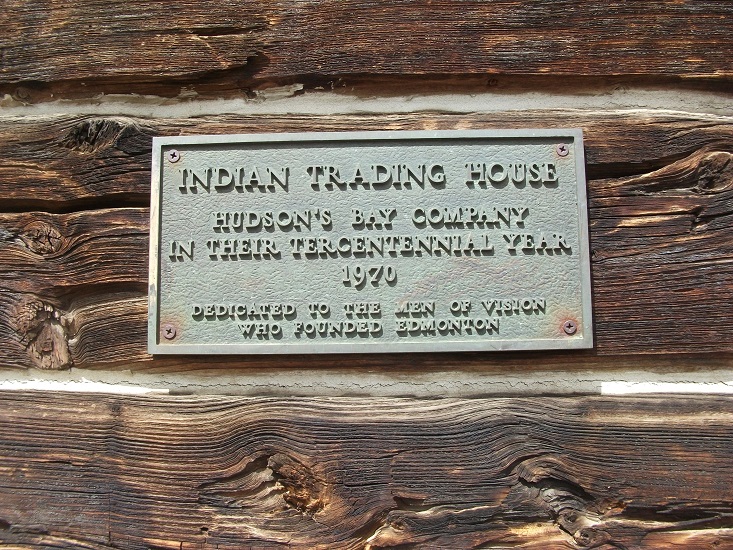 INDIAN TRADING HOUSE
HUDSON'S BAY COMPANY
IN THEIR TERCENTENNIAL YEAR
1970
DEDICATED TO THE MEN OF VISION
WHO FOUNDED EDMONTON